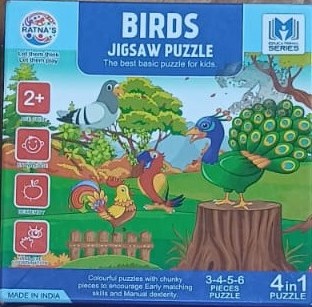 RATNA'S
Let them think
Let them play
BIRDS
JIGSAW PUZZLE
The best basic puzzle for kids.
SERIES
2+
Colourful puzzles with chunky
pieces to encourage Early matching
skills and Manual dexterity.
3-4-5-6
PIECES
PUZZLE
4in1
PUZZLE
MADE IN INDIA